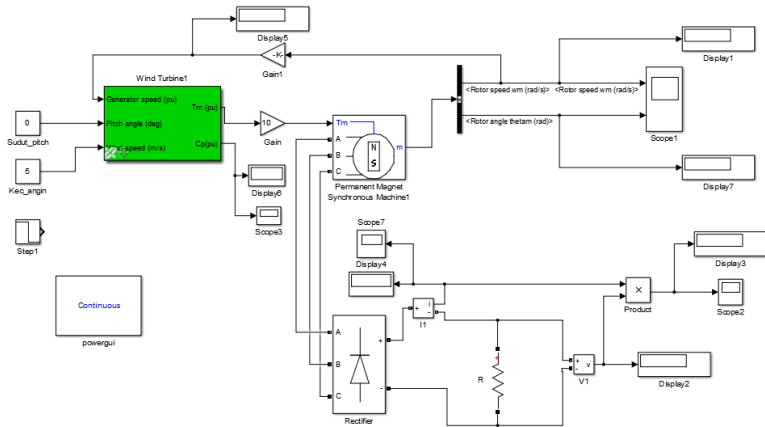 Display5
-K-
Gain1
Display1
<Rotor speed wm (rad/s)>
<Rotor speed wm (rad/s)>
Scope1
<Rotor angle thetam (rad)>
Display7
Wind Turbine1
Generator speed (pu)
Pitch angle (deg)
Wind speed (m/s)
Tm (pu)
Cp(pu)
0
Sudut_pitch
5
Kec_angin
Step1
10
Gain
Display6
Scope3
Tm
A
B
C
N
S
m
Permanent Magnet
Synchronous Machine1
Continuous
powergui
Scope7
Display4
A
B
C
+
-
Rectifier
+
i
-
I1
+
R
+
-
v
V1
×
Product
Display3
Scope2
Display2